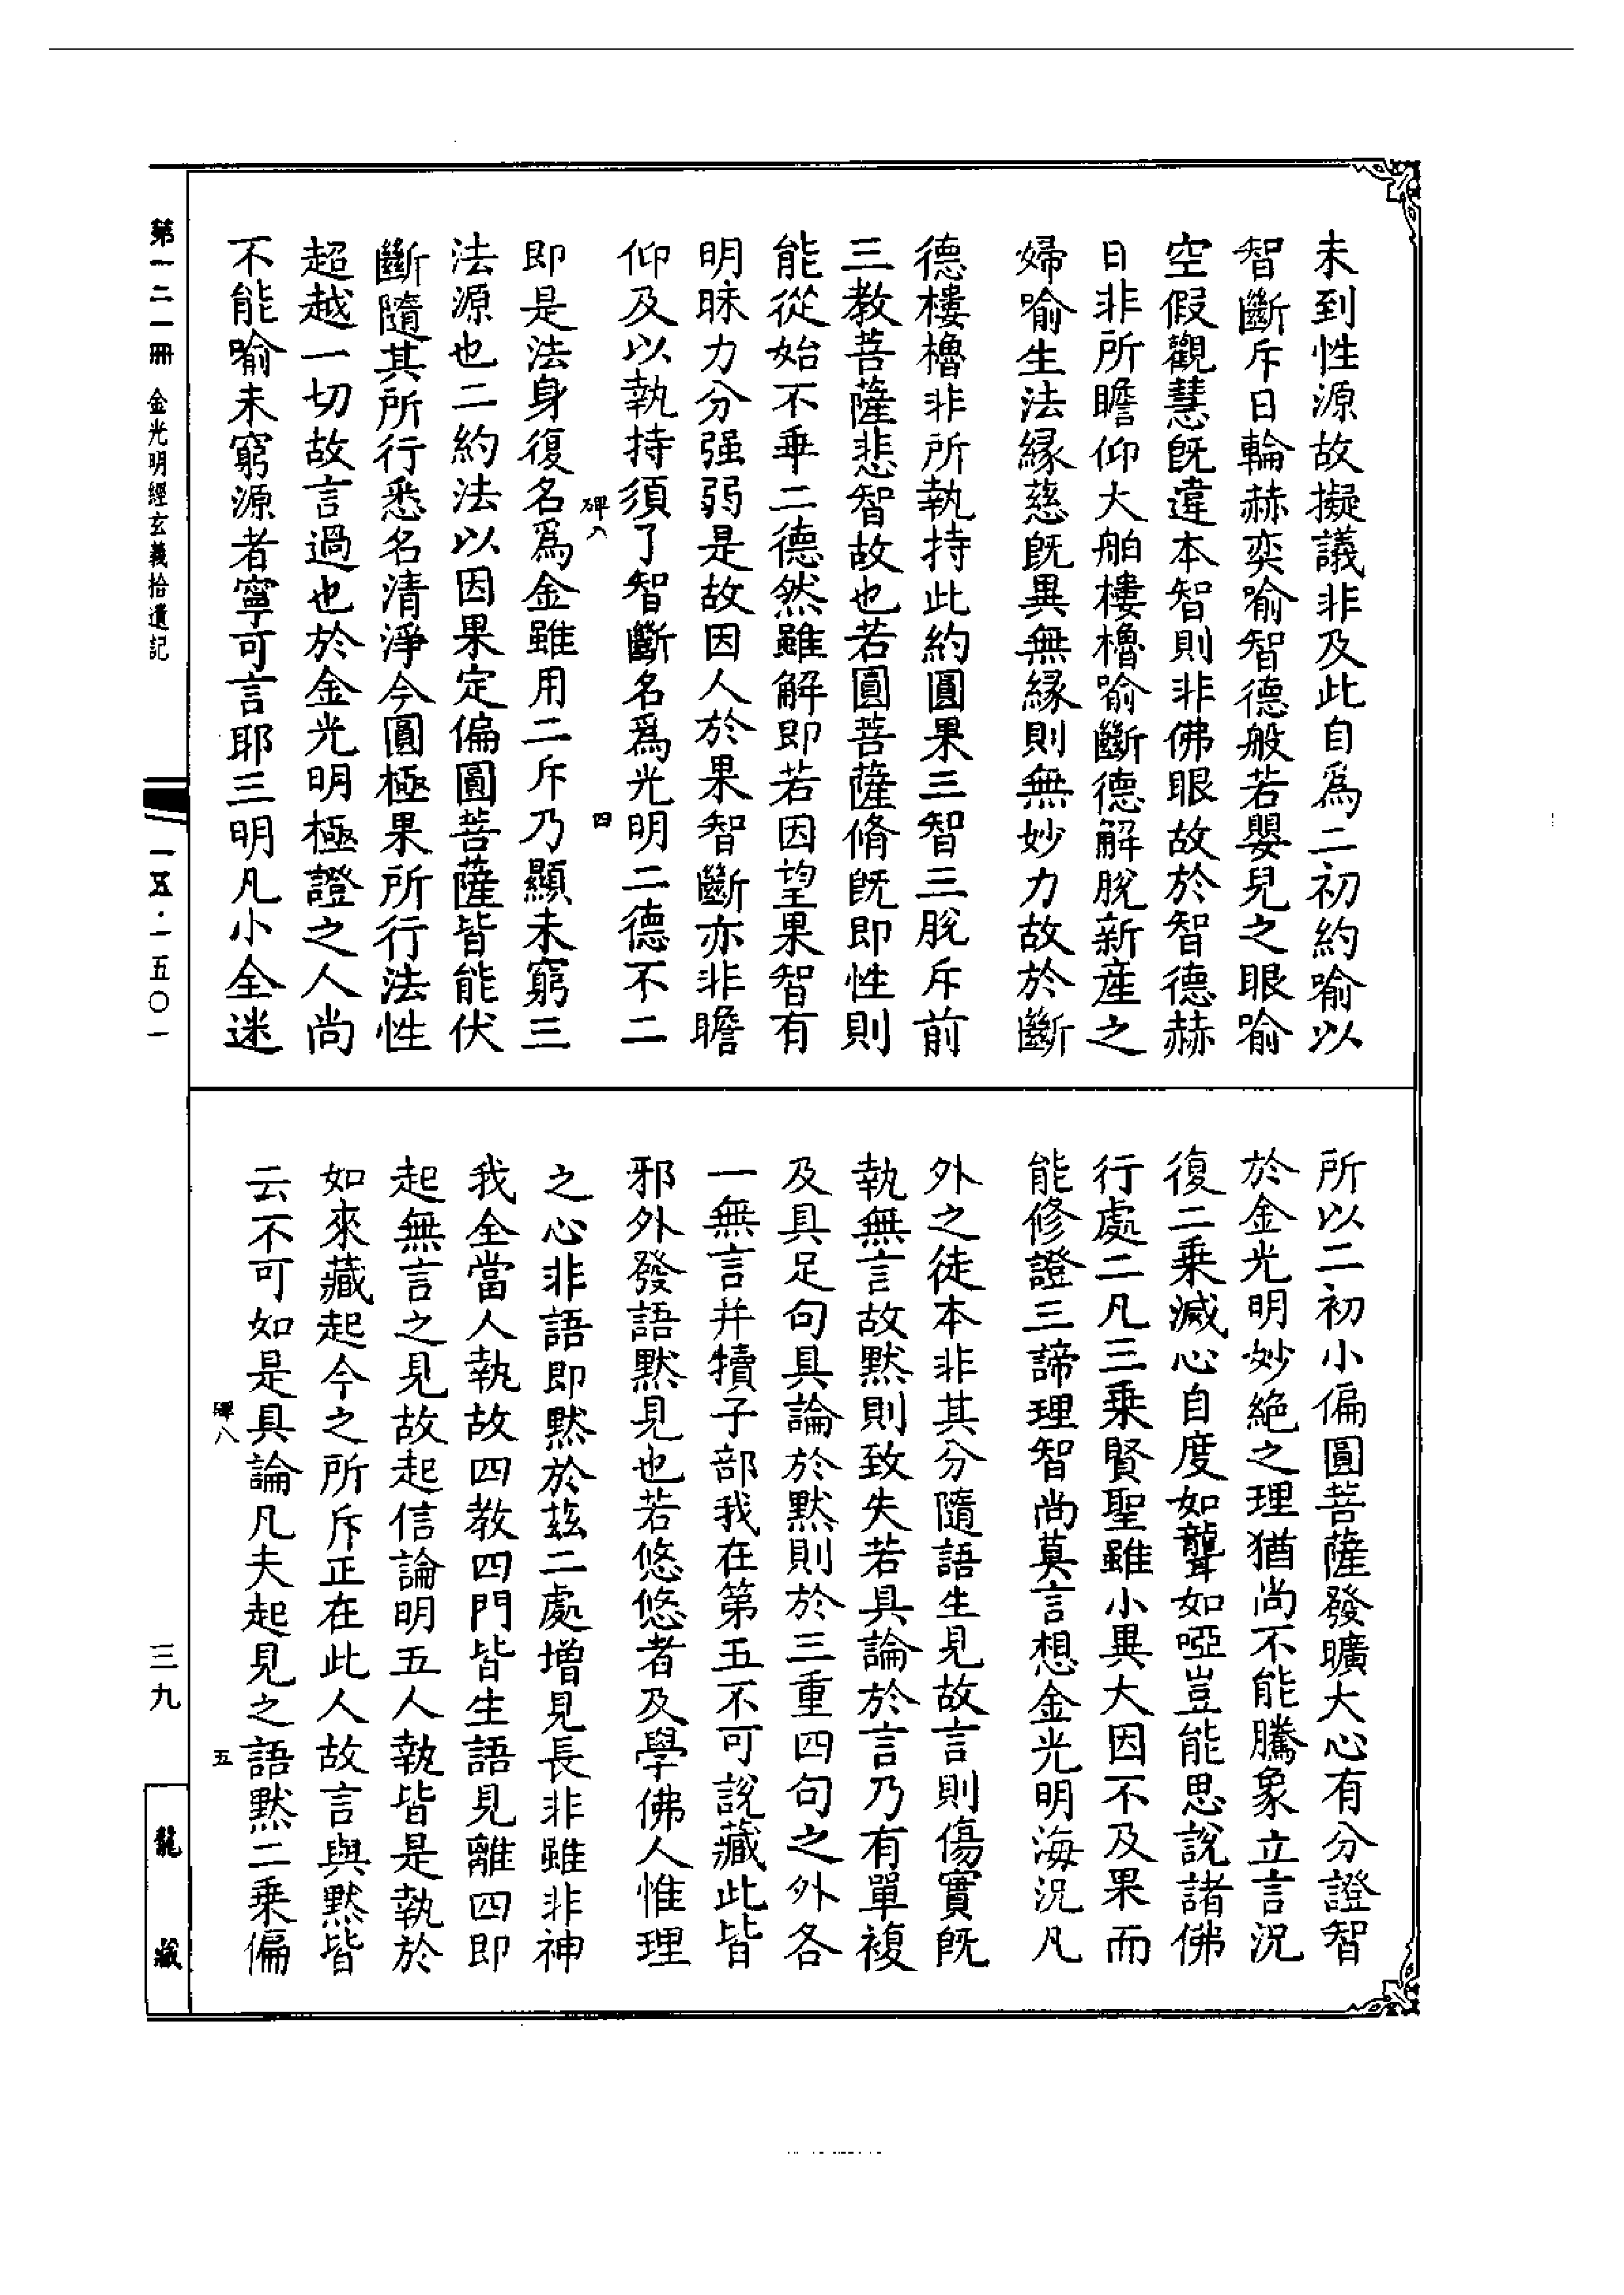 未到性源故擬議非及此自爲二初約喻以
智斷斥日輪赫奕喻智德般若嬰兒之眼喻
空假觀慧旣違本智則非佛眼故於智德赫
日非所瞻仰大舶樓櫓喻斷德解脫新產之
婦喻生法緣慈旣異無緣則無妙力故於斷
德樓櫓非所執持此約圓果三智三脫斥前
三教菩薩悲智故也若圓菩薩脩旣即性則
能從始不乖二德然雖解即若因望果智有
明昧力分强弱是故因人於果智斷亦非瞻
仰及以執持須了智斷名爲光明二德不二
碑八
四
即是法身復名爲金雖用二斥乃顯未窮三
法源也二約法以因果定偏圓菩薩皆能伏
斷隨其所行悉名清淨今圓極果所行法性
超越一切故言過也於金光明極證之人尚
不能喻未窮源者寧可言耶三明凡小全迷
所以二初小偏圓菩薩發曠大心有分證智
於金光明妙絕之理猶尚不能騰象立言況
復二乘滅心自度如聾如啞豈能思說諸佛
行處二凡三乘賢聖雖小異大因不及果而
能修證三諦理智尚莫言想金光明海況凡
外之徒本非其分隨語生見故言則傷實旣
執無言故默則致失若具論於言乃有單複
及具足句具論於默則於三重四句之外各
一無言并犢子部我在第五不可說藏此皆
邪外發語默見也若悠悠者及學佛人惟理
之心非語即默於茲二處增見長非雖非神
我全當人執故四教四門皆生語見離四即
起無言之見故起信論明五人執皆是執於
如來藏起今之所斥正在此人故言與默皆
云不可如是具論凡夫起見之語默二乘偏
碑八
五
第一二一冊 金光明經玄義拾遺記
一五·一五〇一
三九
龍藏